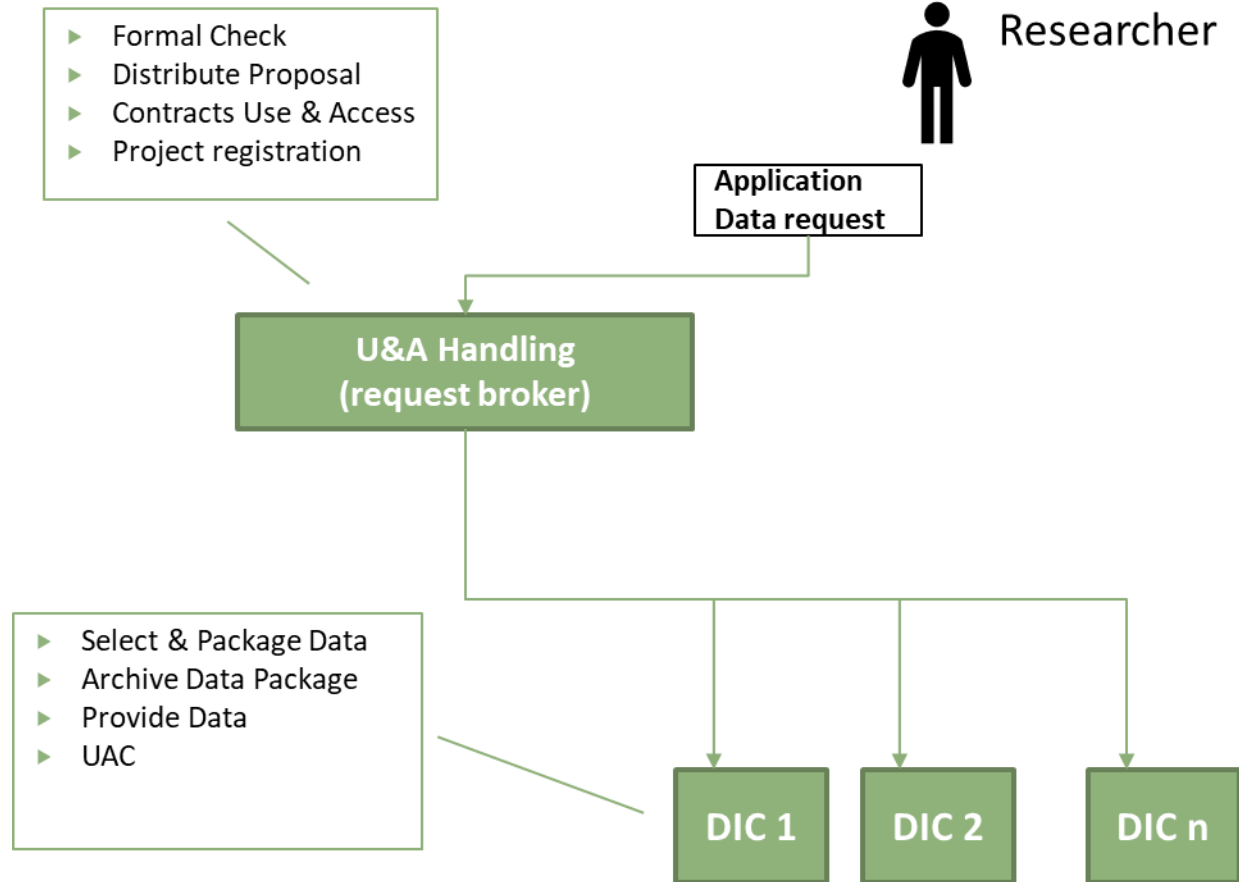 Formal Check
Distribute Proposal
Contracts Use & Access
Project registration
Researcher
Application
Data request
U&A Handling
(request broker)
Select & Package Data
Archive Data Package
Provide Data
UAC
DIC 1
DIC 2
DIC n